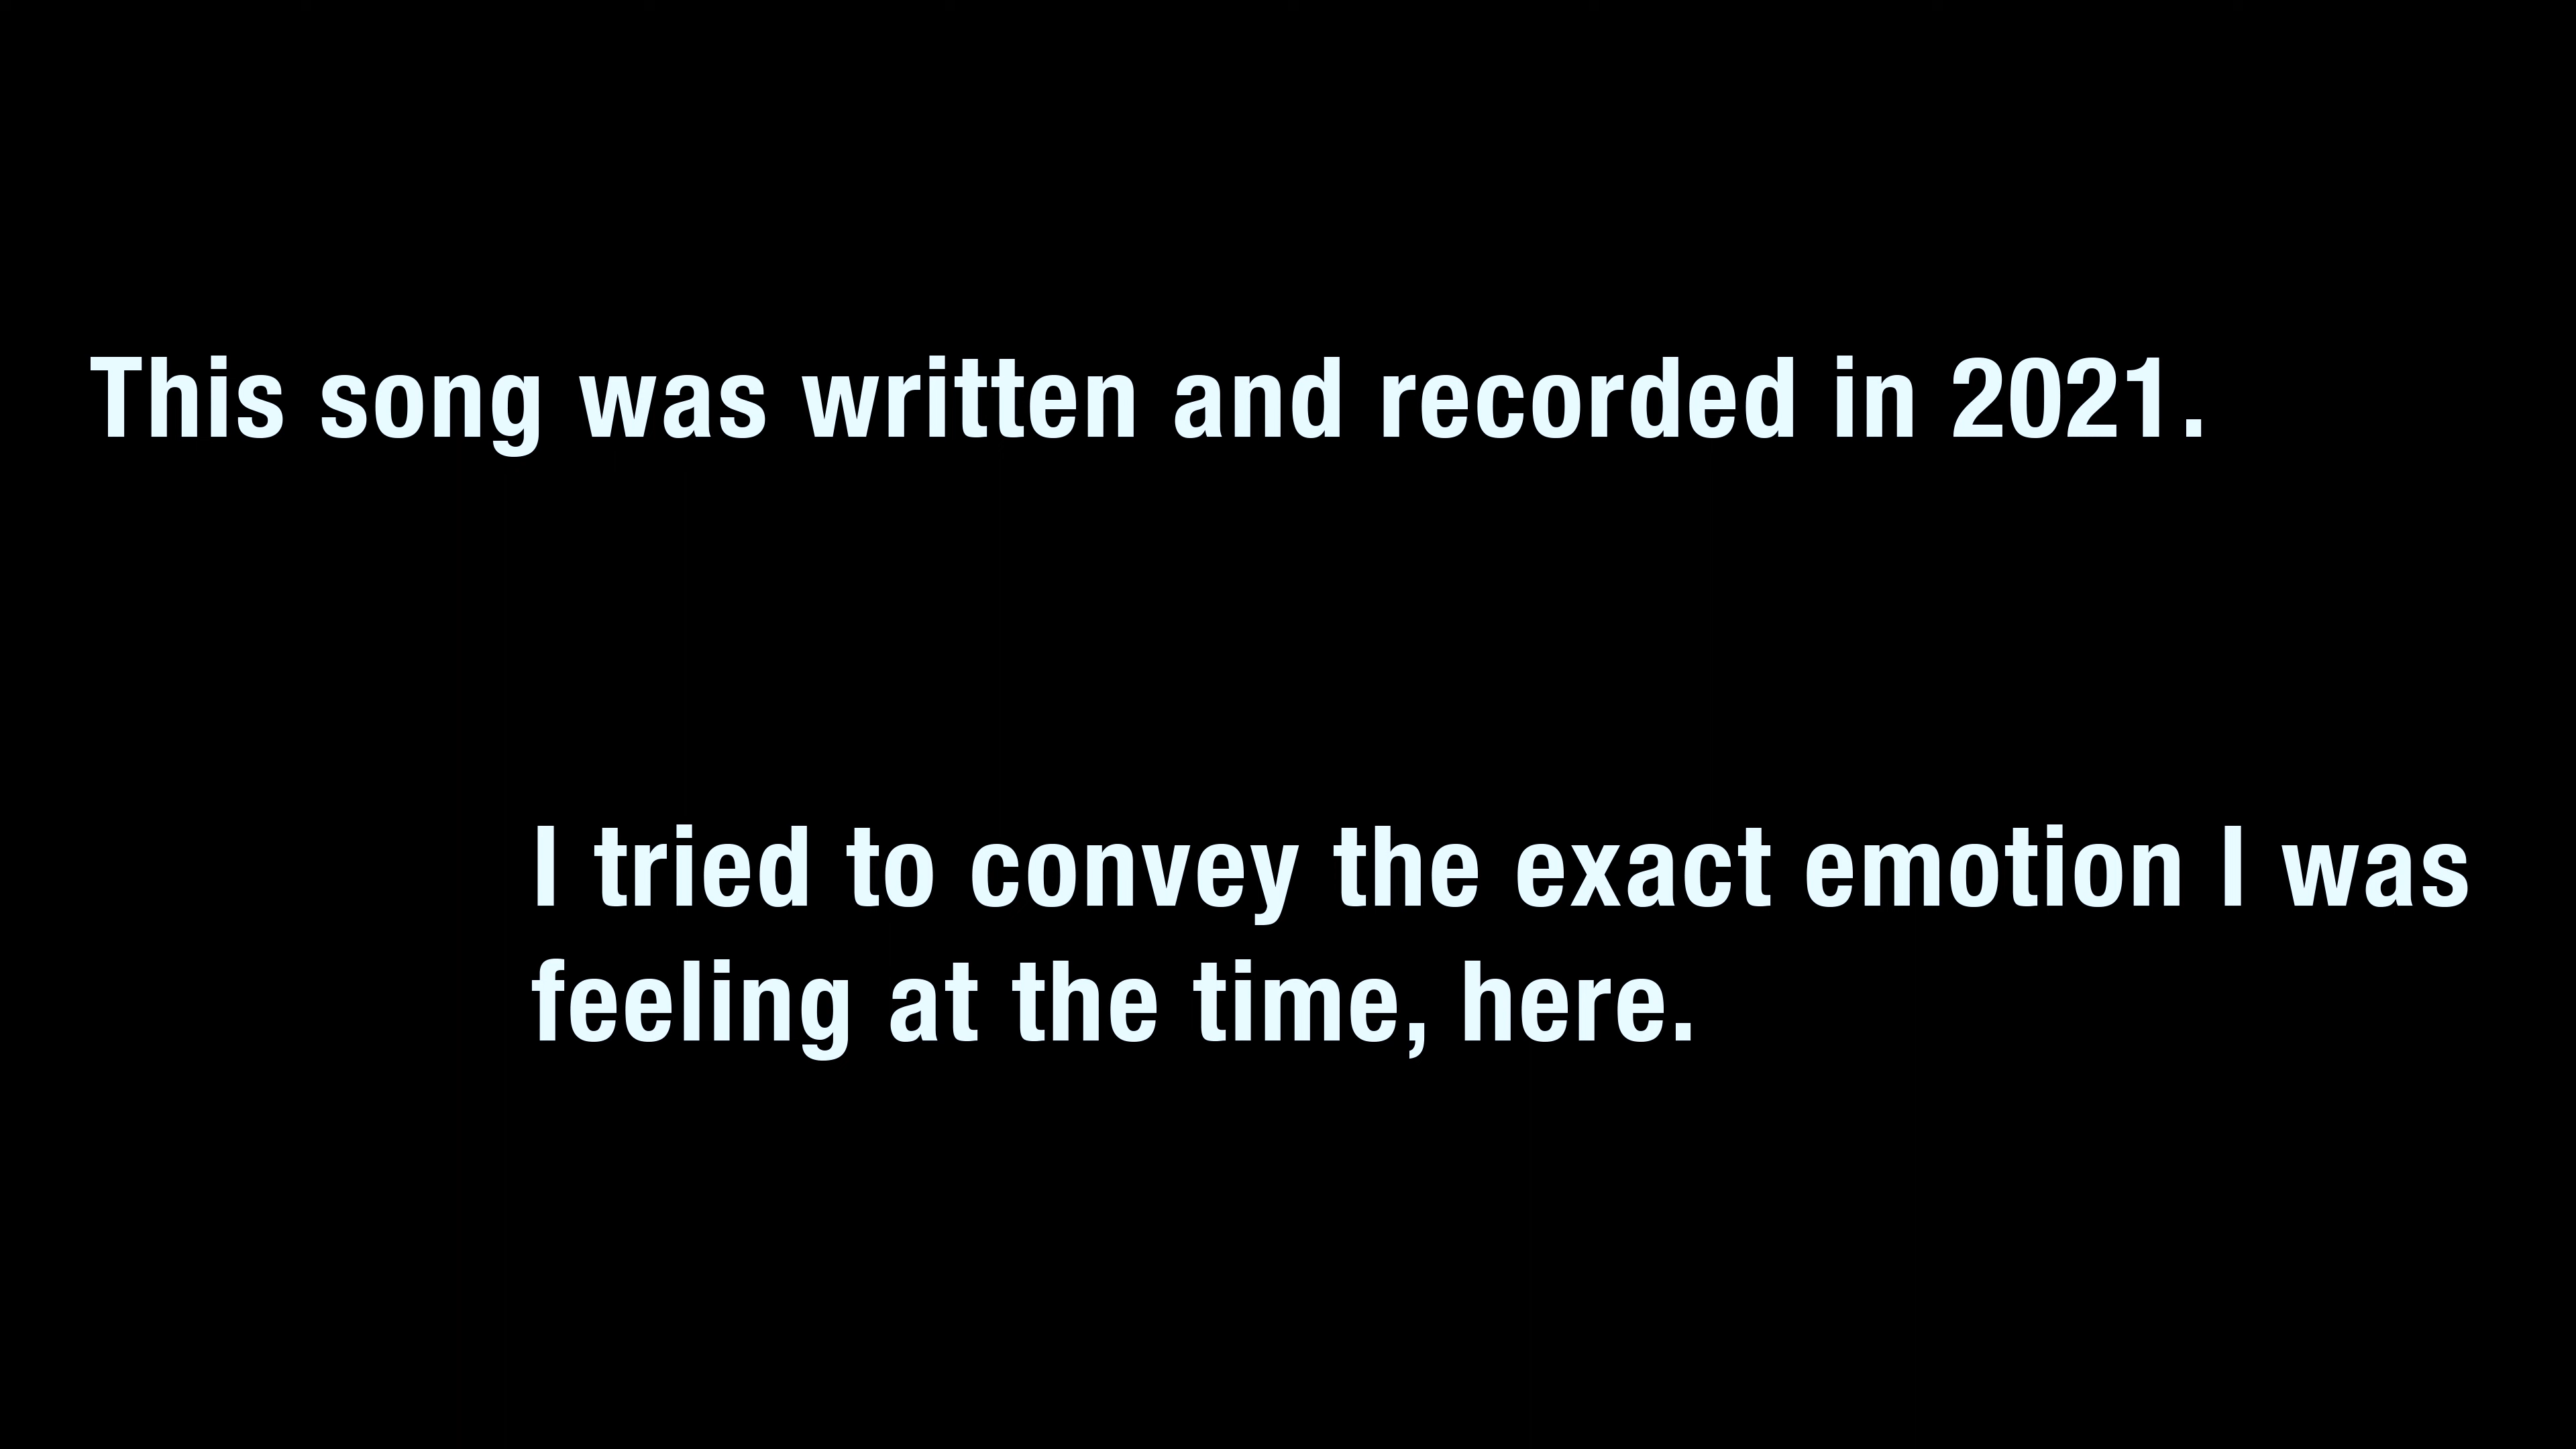 This song was written and recorded in 2021.
I tried to convey the exact emotion I was
feeling at the time, here.